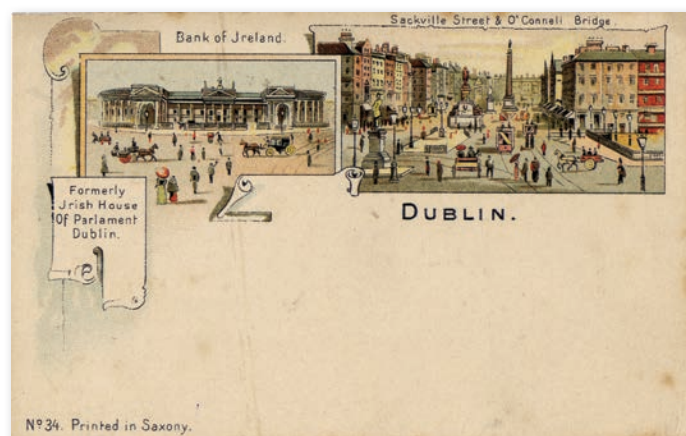 Sackville Street & O'Connell Bridge.
Bank of Jreland.
Formerly
Jrish House
Of Parlament
Dublin.
DUBLIN.
Nº 34. Printed in Saxony.